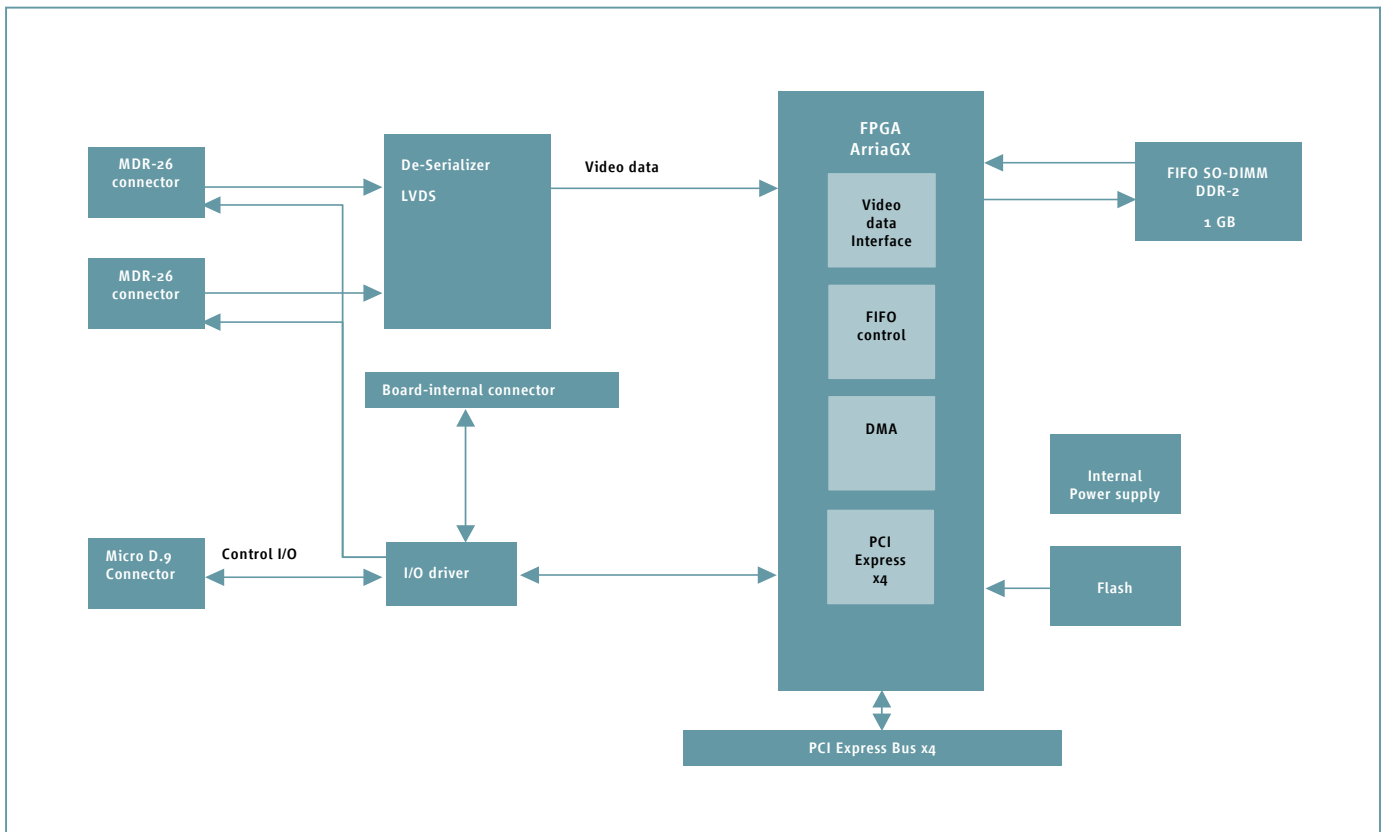 MDR-26
connector
MDR-26
connector
De-Serializer
LVDS
Video data
FPGA
ArriaGX
Video
data
Interface
FIFO
control
DMA
PCI
Express
x4
FIFO SO-DIMM
DDR-2
1 GB
Board-internal connector
Micro D.9
Connector
Control I/O
I/O driver
Internal
Power supply
Flash
PCI Express Bus x4